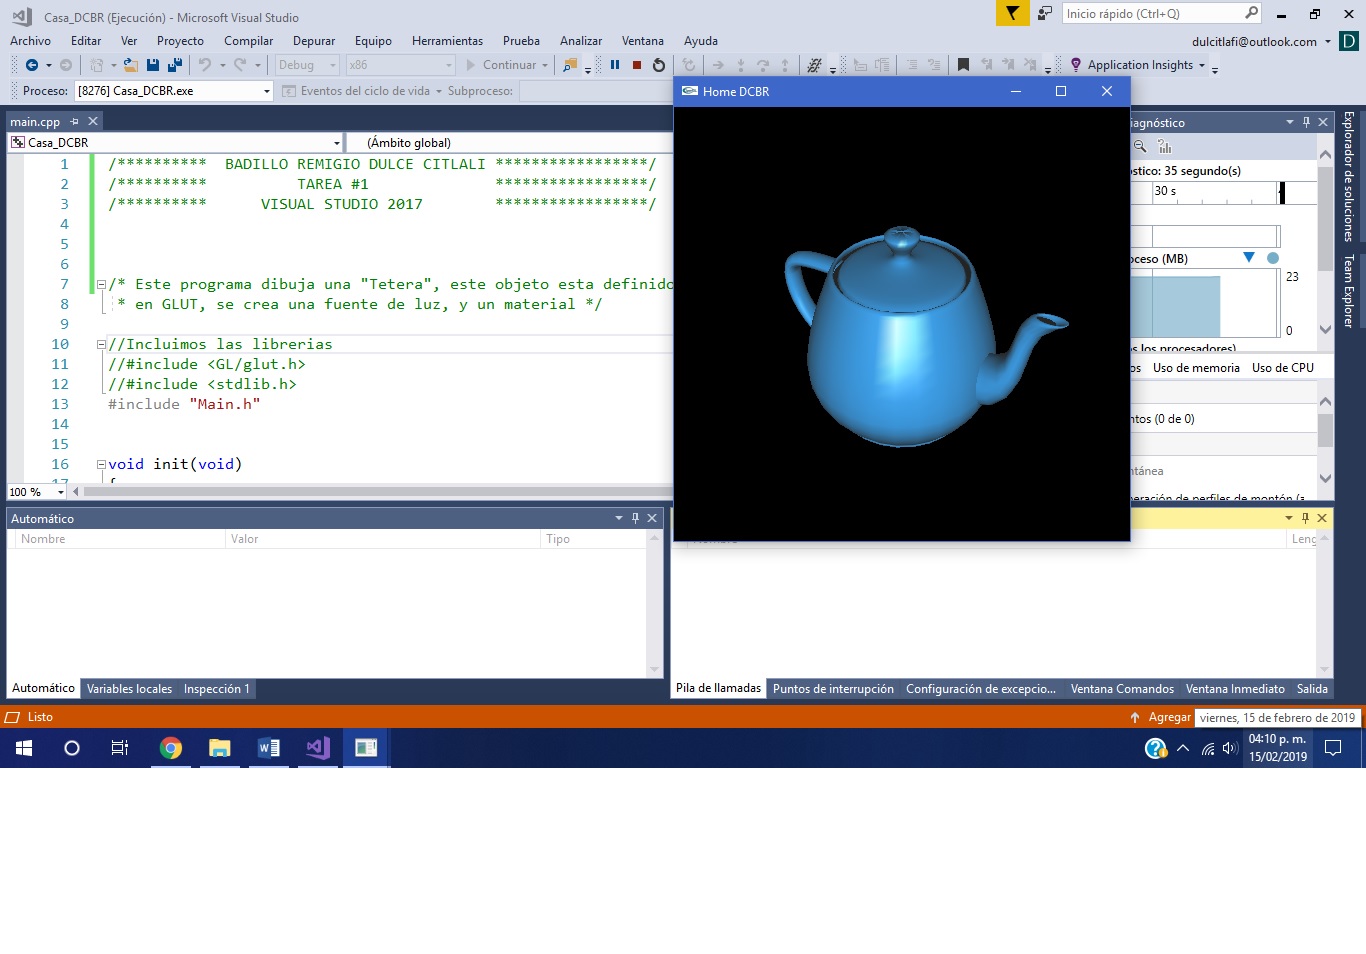 Casa_DCBR (Ejecución) - Microsoft Visual Studio
Inicio rápido (Ctrl+Q)
Archivo Editar Ver Proyecto Compilar Depurar Equipo Herramientas Prueba Analizar Ventana Ayuda
dulcitlafi@outlook.com D
Debug x86 Continuar Application Insights
Proceso: [8276] Casa_DCBR.exe Eventos del ciclo de vida Subproceso:
Home DCBR
main.cpp
Casa_DCBR (Ámbito global)
1 /********** BADILLO REMIGIO DULCE CITLALI *****************/
2 /********** TAREA #1 *****************/
3 /********** VISUAL STUDIO 2017 *****************/
4
5
6
7 /* Este programa dibuja una "Tetera", este objeto esta definido
8 * en GLUT, se crea una fuente de luz, y un material */
9
10 //Incluimos las librerias
11 //#include <GL/glut.h>
12 //#include <stdlib.h>
13 #include "Main.h"
14
15
16 void init(void)
17 {
100 %
iagnóstico
óstico: 35 segundo(s)
30 s
oceso (MB)
23
0
os los procesadores)
os Uso de memoria Uso de CPU
ntos (0 de 0)
ntánea
neración de perfiles de montón (a
Explorador de soluciones
Team Explorer
Automático
Nombre Valor Tipo
Nombre Leng
Automático Variables locales Inspección 1
Pila de llamadas Puntos de interrupción Configuración de excepcio... Ventana Comandos Ventana Inmediato Salida
Listo
Agregar
viernes, 15 de febrero de 2019
04:10 p. m.
15/02/2019